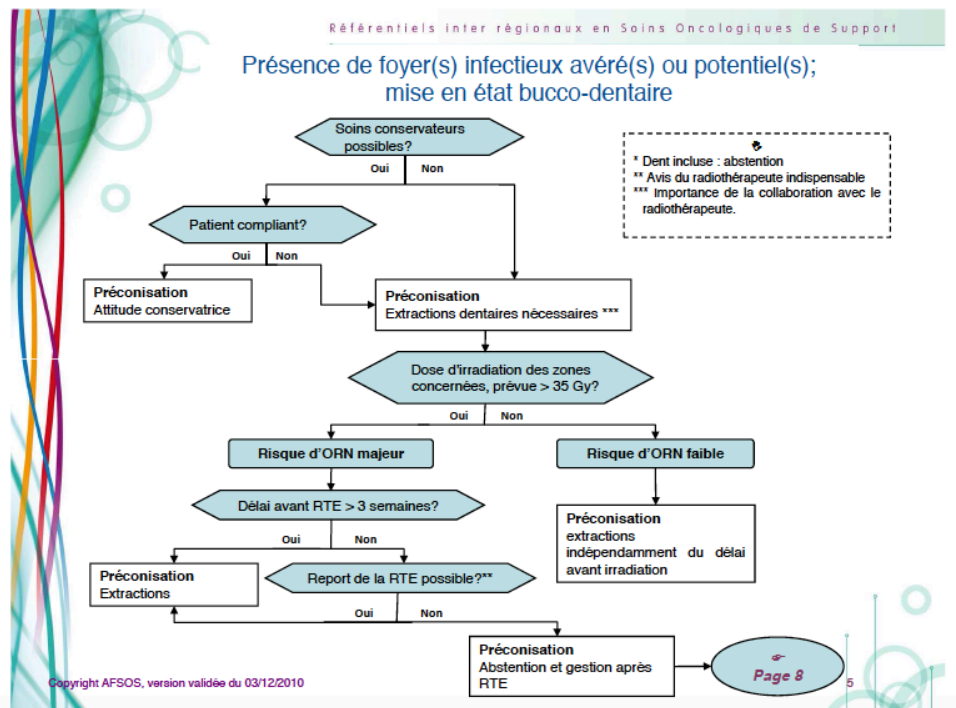 Référentiels inter régionaux en Soins Oncologiques de Support
Présence de foyer(s) infectieux avéré(s) ou potentiel(s);
mise en état bucco-dentaire
Soins conservateurs
possibles?
Oui Non
* Dent incluse : abstention
** Avis du radiothérapeute indispensable
*** Importance de la collaboration avec le
radiothérapeute.
Patient compliant?
Oui Non
Préconisation
Attitude conservatrice
Préconisation
Extractions dentaires nécessaires ***
Dose d'irradiation des zones
concernées, prévue > 35 Gy?
Oui Non
Risque d'ORN majeur
Risque d'ORN faible
Délai avant RTE > 3 semaines?
Oui Non
Préconisation
extractions
indépendamment du délai
avant irradiation
Préconisation
Extractions
Report de la RTE possible?**
Oui Non
Préconisation
Abstention et gestion après
RTE
Page 8
Copyright AFSOS, version validée du 03/12/2010
5